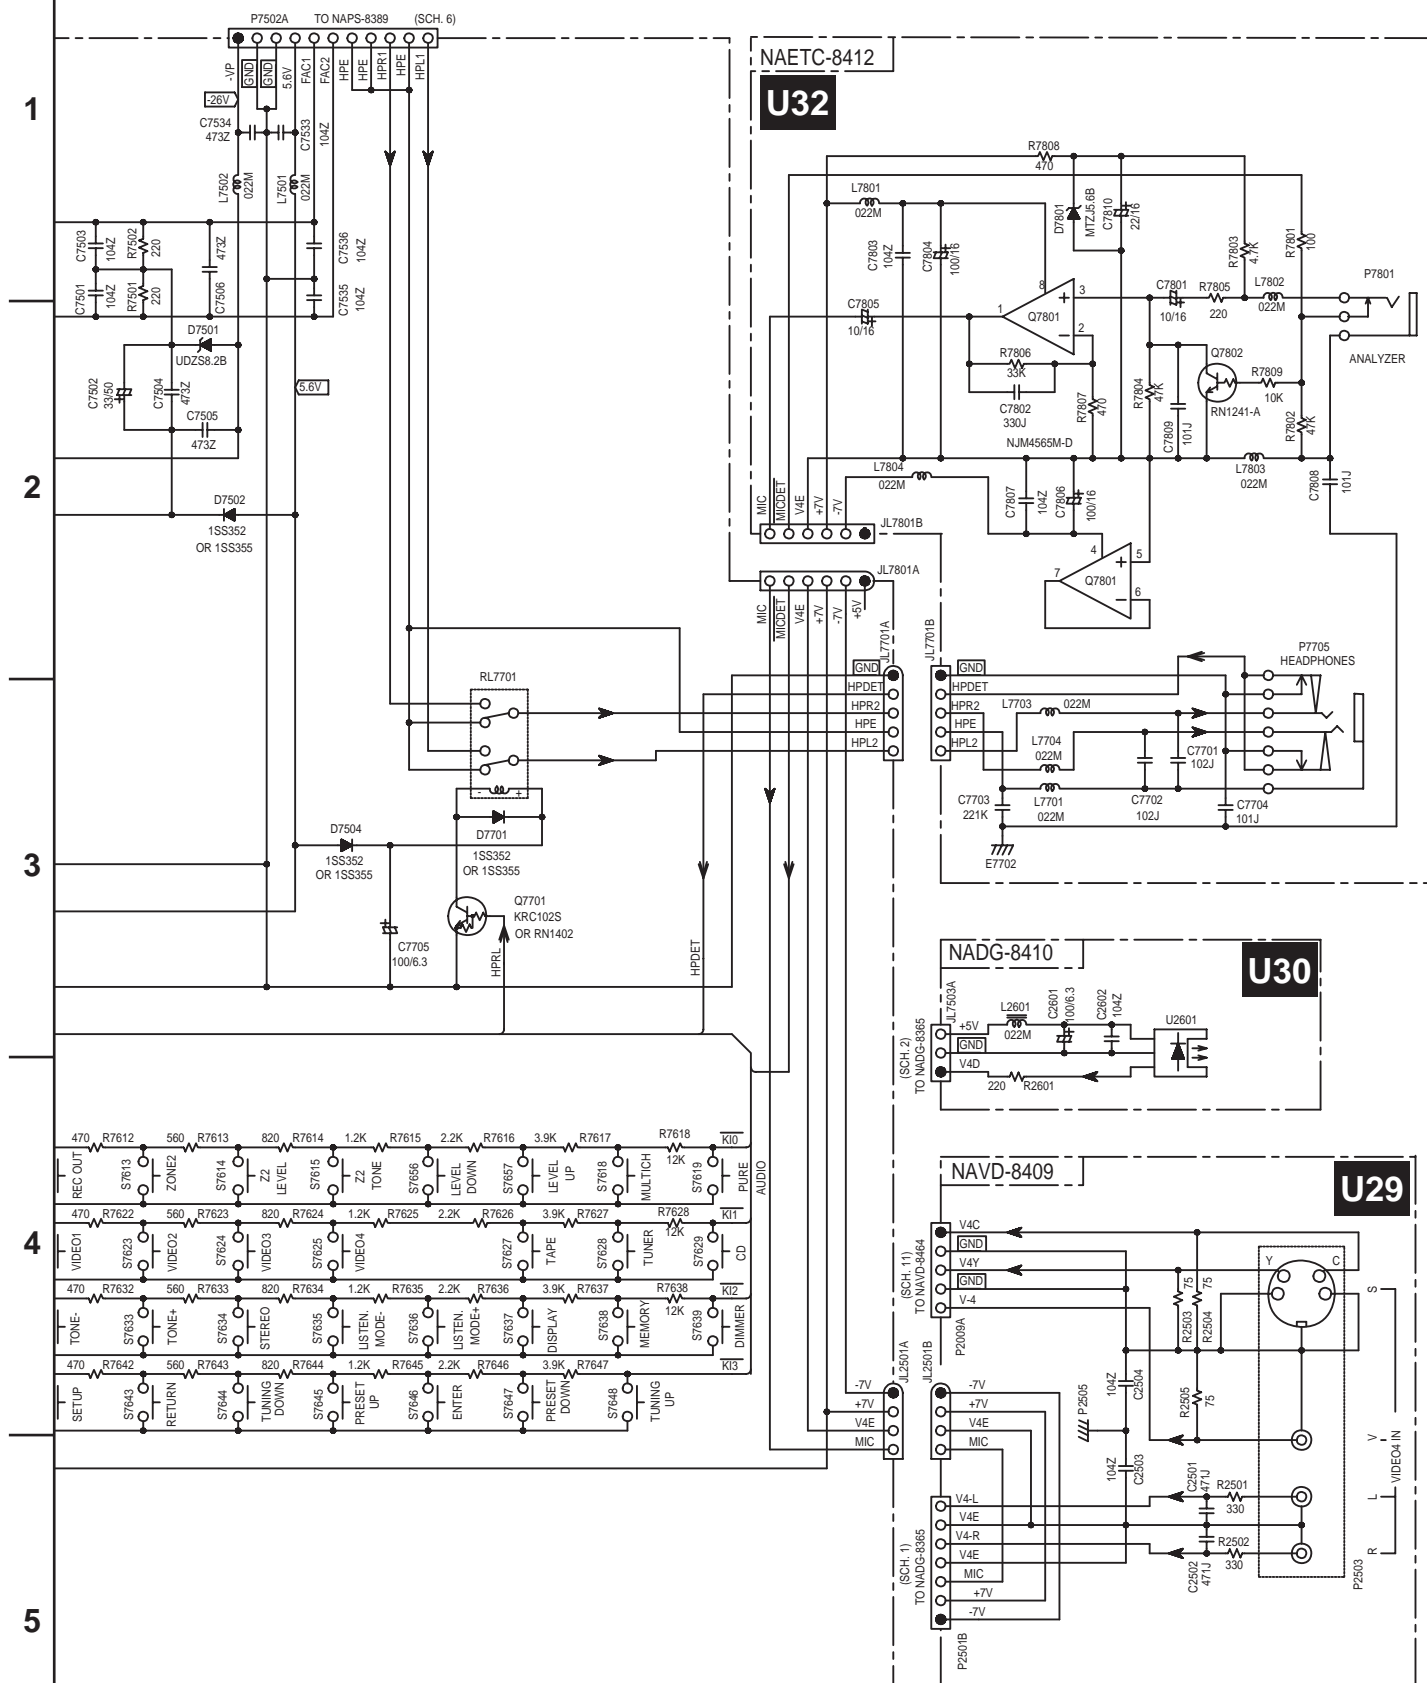 P7502A TO NAPS-8389 (SCH. 6)
-VP
GND
GND
5.6V
FAC1
FAC2
HPE
HPE
HPR1
HPE
HPL1
-26V
1
C7534
473Z
C7533
104Z
L7502
022M
L7501
022M
C7503
104Z
R7502
220
473Z
C7506
C7536
104Z
C7501
104Z
R7501
220
C7535
104Z
D7501
UDZS8.2B
C7502
33/50
C7504
473Z
C7505
473Z
5.6V
2
D7502
1SS352
OR 1SS355
NAETC-8412
U32
R7808
470
L7801
022M
D7801
MTZJ5.6B
C7810
22/16
C7803
104Z
C7804
100/16
R7803
4.7K
R7801
100
C7805
10/16
8
3
1
2
Q7801
C7801
10/16
R7805
220
L7802
022M
P7801
ANALYZER
R7806
33K
C7802
330J
R7807
470
R7804
47K
C7809
101J
Q7802
RN1241-A
R7809
10K
R7802
47K
NJM4565M-D
L7804
022M
C7807
104Z
C7806
100/16
L7803
022M
C7808
101J
MIC
MICDET
V4E
+7V
-7V
JL7801B
4
5
7
Q7801
6
JL7801A
MIC
MICDET
V4E
+7V
-7V
+5V
JL7701A
JL7701B
GND
HPDET
HPR2
HPE
HPL2
GND
HPDET
HPR2
HPE
HPL2
P7705
HEADPHONES
L7703 022M
L7704
022M
L7701
022M
C7701
102J
C7702
102J
C7703
221K
C7704
101J
E7702
RL7701
- +
D7504
1SS352
OR 1SS355
D7701
1SS352
OR 1SS355
3
Q7701
KRC102S
OR RN1402
C7705
100/6.3
HPRL
HPDET
NADG-8410
U30
JL7503A
(SCH. 2)
TO NADG-8365
+5V
GND
V4D
L2601
022M
C2601
100/6.3
C2602
104Z
U2601
220 R2601
4
470 R7612 560 R7613 820 R7614 1.2K R7615 2.2K R7616 3.9K R7617 R7618 KI0
12K
REC OUT
S7613
ZONE2
S7614
Z2
LEVEL
S7615
Z2
TONE
S7656
LEVEL
DOWN
S7657
LEVEL
UP
S7618
MULTICH
S7619
PURE
AUDIO
470 R7622 560 R7623 820 R7624 1.2K R7625 2.2K R7626 3.9K R7627 R7628 KI1
12K
VIDEO1
S7623
VIDEO2
S7624
VIDEO3
S7625
VIDEO4
S7627
TAPE
S7628
TUNER
S7629
CD
470 R7632 560 R7633 820 R7634 1.2K R7635 2.2K R7636 3.9K R7637 R7638 KI2
12K
TONE-
S7633
TONE+
S7634
STEREO
S7635
LISTEN.
MODE-
S7636
LISTEN.
MODE+
S7637
DISPLAY
S7638
MEMORY
S7639
DIMMER
470 R7642 560 R7643 820 R7644 1.2K R7645 2.2K R7646 3.9K R7647 KI3
SETUP
S7643
RETURN
S7644
TUNING
DOWN
S7645
PRESET
UP
S7646
ENTER
S7647
PRESET
DOWN
S7648
TUNING
UP
NAVD-8409
U29
(SCH. 11)
TO NAVD-8464
P2009A
V4C
GND
V4Y
GND
V-4
75
75
R2503
R2504
Y
C
S
JL2501A
JL2501B
-7V
+7V
V4E
MIC
-7V
+7V
V4E
MIC
P2505
104Z
C2504
R2505
75
104Z
C2503
V
VIDEO4 IN
L
R
C2501
471J
R2501
330
R2502
330
C2502
471J
P2503
(SCH. 1)
TO NADG-8365
V4-L
V4E
V4-R
V4E
MIC
+7V
-7V
P2501B
5